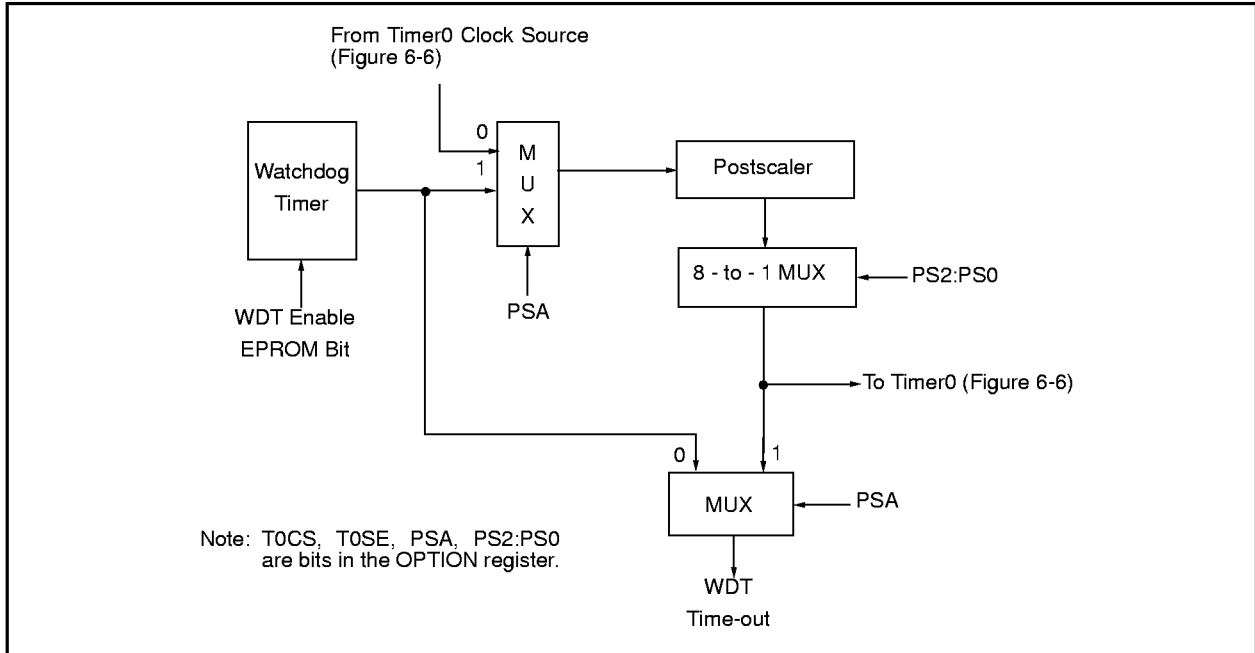 From Timer0 Clock Source
(Figure 6-6)
0
1
M
U
X
Watchdog
Timer
Postscaler
8 - to - 1 MUX
PS2:PS0
PSA
WDT Enable
EPROM Bit
To Timer0 (Figure 6-6)
0
1
MUX
PSA
Note: T0CS, T0SE, PSA, PS2:PS0
are bits in the OPTION register.
WDT
Time-out